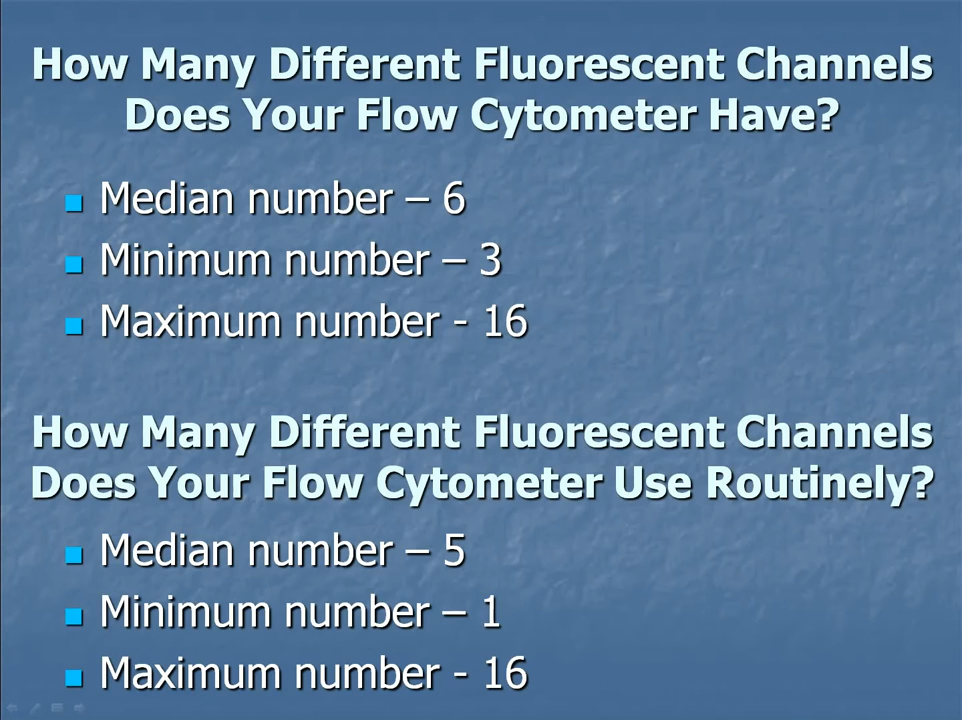 How Many Different Fluorescent Channels
Does Your Flow Cytometer Have?
Median number – 6
Minimum number – 3
Maximum number - 16
How Many Different Fluorescent Channels
Does Your Flow Cytometer Use Routinely?
Median number – 5
Minimum number – 1
Maximum number - 16